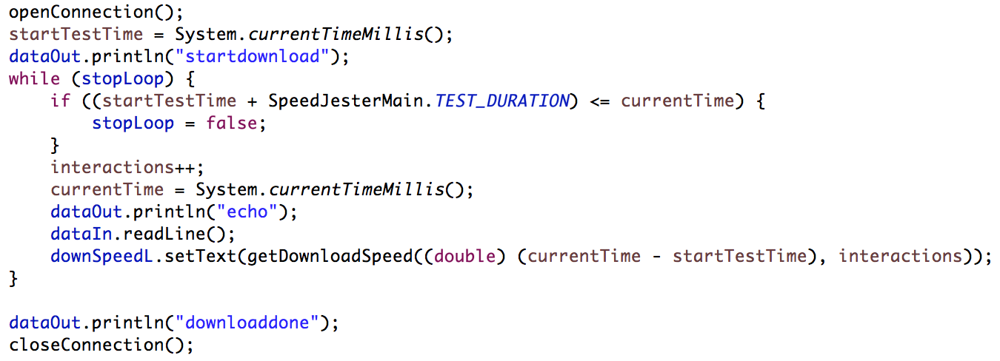 openConnection();
startTestTime = System.currentTimeMillis();
dataOut.println("startdownload");
while (stopLoop) {
    if ((startTestTime + SpeedJesterMain.TEST_DURATION) <= currentTime) {
        stopLoop = false;
    }
    interactions++;
    currentTime = System.currentTimeMillis();
    dataOut.println("echo");
    dataIn.readLine();
    downSpeedL.setText(getDownloadSpeed((double) (currentTime - startTestTime), interactions));
}

dataOut.println("downloaddone");
closeConnection();